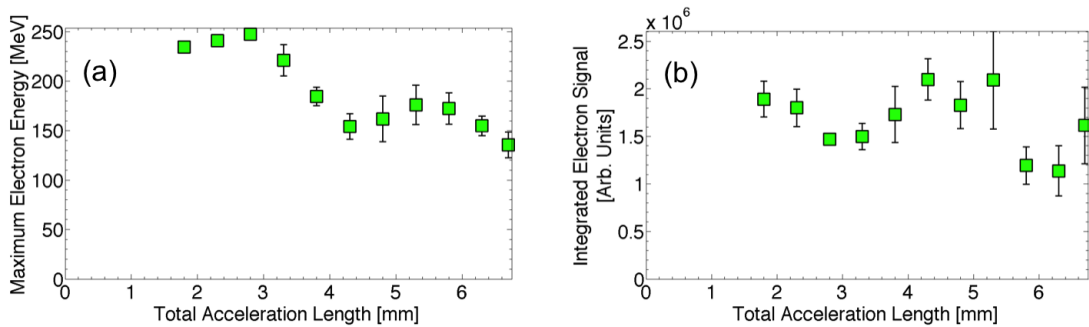 (a)
Maximum Electron Energy [MeV]
250
200
150
100
50
0
0 1 2 3 4 5 6
Total Acceleration Length [mm]
x 10^6
(b)
Integrated Electron Signal
[Arb. Units]
2.5
2
1.5
1
0.5
0
0 1 2 3 4 5 6
Total Acceleration Length [mm]